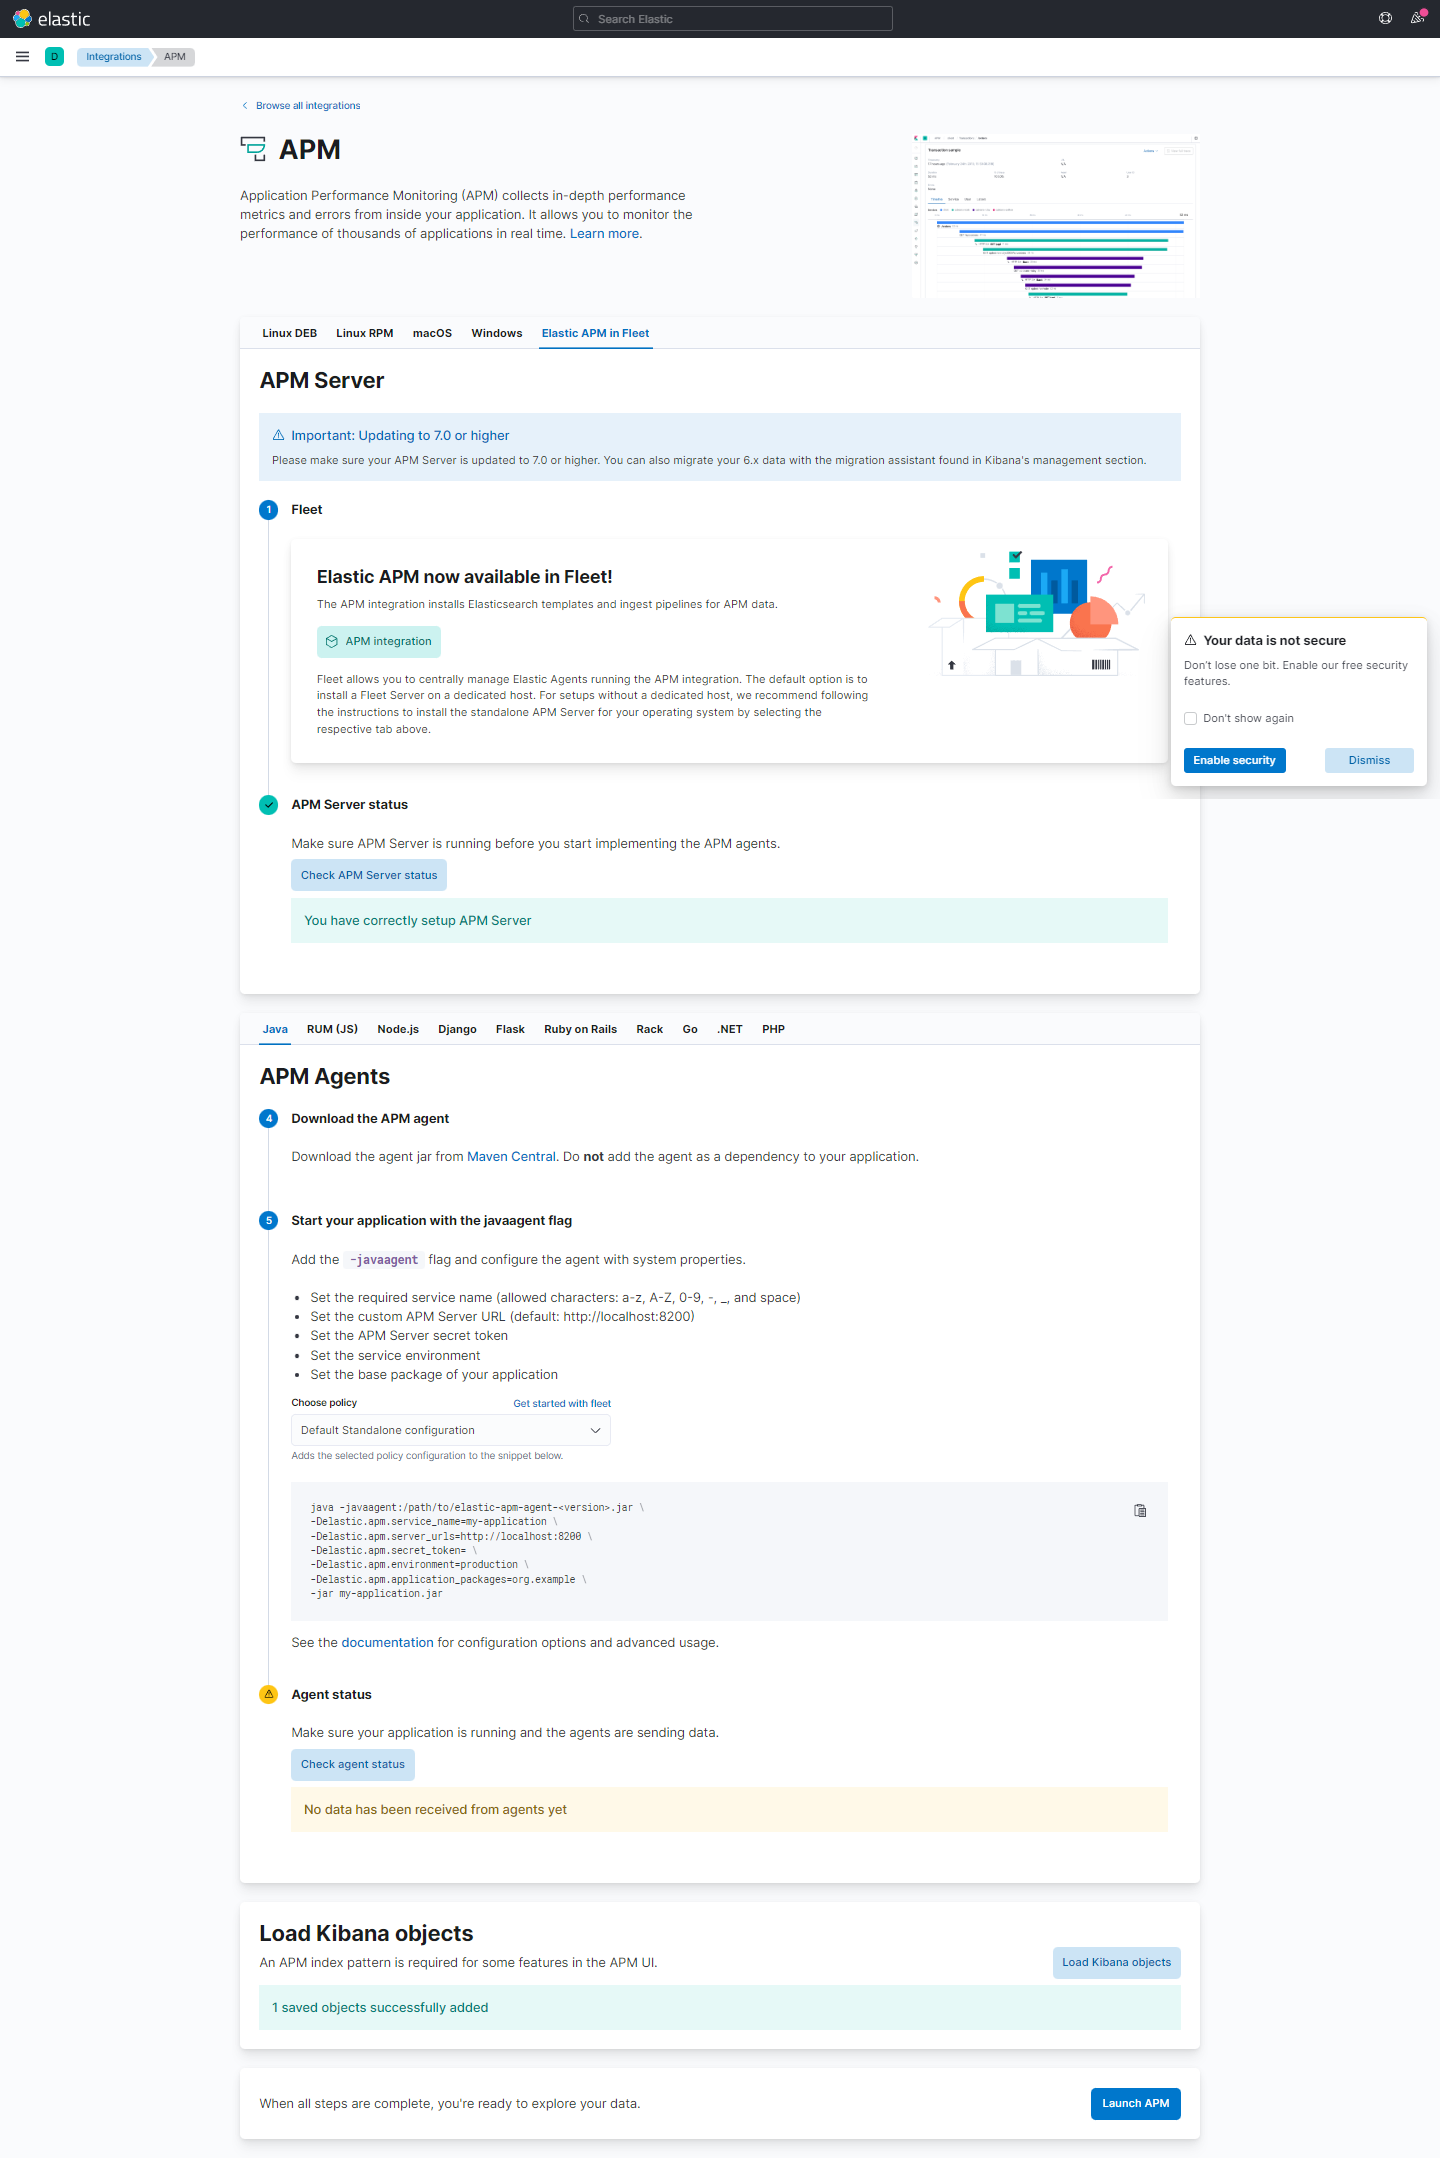 elastic
Search Elastic
D
Integrations
APM
Browse all integrations
APM
Application Performance Monitoring (APM) collects in-depth performance
metrics and errors from inside your application. It allows you to monitor the
performance of thousands of applications in real time. Learn more.
Transaction sample
Linux DEB Linux RPM macOS Windows Elastic APM in Fleet
APM Server
Important: Updating to 7.0 or higher
Please make sure your APM Server is updated to 7.0 or higher. You can also migrate your 6.x data with the migration assistant found in Kibana's management section.
1 Fleet
Elastic APM now available in Fleet!
The APM integration installs Elasticsearch templates and ingest pipelines for APM data.
APM integration
Fleet allows you to centrally manage Elastic Agents running the APM integration. The default option is to
install a Fleet Server on a dedicated host. For setups without a dedicated host, we recommend following
the instructions to install the standalone APM Server for your operating system by selecting the
respective tab above.
Your data is not secure
Don't lose one bit. Enable our free security
features.
Don't show again
Enable security
Dismiss
APM Server status
Make sure APM Server is running before you start implementing the APM agents.
Check APM Server status
You have correctly setup APM Server
Java RUM (JS) Node.js Django Flask Ruby on Rails Rack Go .NET PHP
APM Agents
4 Download the APM agent
Download the agent jar from Maven Central. Do not add the agent as a dependency to your application.
5 Start your application with the javaagent flag
Add the -javaagent flag and configure the agent with system properties.
• Set the required service name (allowed characters: a-z, A-Z, 0-9, -, _, and space)
• Set the custom APM Server URL (default: http://localhost:8200)
• Set the APM Server secret token
• Set the service environment
• Set the base package of your application
Choose policy
Get started with fleet
Default Standalone configuration
Adds the selected policy configuration to the snippet below.
java -javaagent:/path/to/elastic-apm-agent-<version>.jar \
-Delastic.apm.service_name=my-application \
-Delastic.apm.server_urls=http://localhost:8200 \
-Delastic.apm.secret_token= \
-Delastic.apm.environment=production \
-Delastic.apm.application_packages=org.example \
-jar my-application.jar
See the documentation for configuration options and advanced usage.
Agent status
Make sure your application is running and the agents are sending data.
Check agent status
No data has been received from agents yet
Load Kibana objects
An APM index pattern is required for some features in the APM UI.
Load Kibana objects
1 saved objects successfully added
When all steps are complete, you're ready to explore your data.
Launch APM